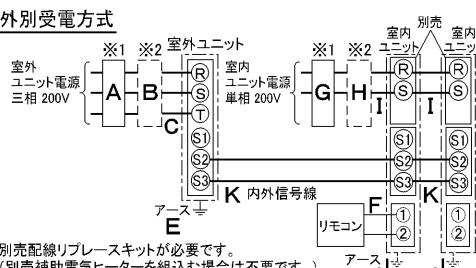 外別受電方式
※1 ※2 室外ユニット
室外
ユニット電源
三相 200V
A B C
R
S
T
S1
S2
S3
アース
E
K 内外信号線
※1 ※2
室内
ユニット電源
単相 200V
G H I I
別売
室内
ユニット
室内
R
S
S1
S2
S3
R
S
S1
S2
S3
K
リモコン
F
①
②
①
②
アース
別売配線リプレースキットが必要です。
(別売補助電気ヒーターを組込む場合は不要です。)